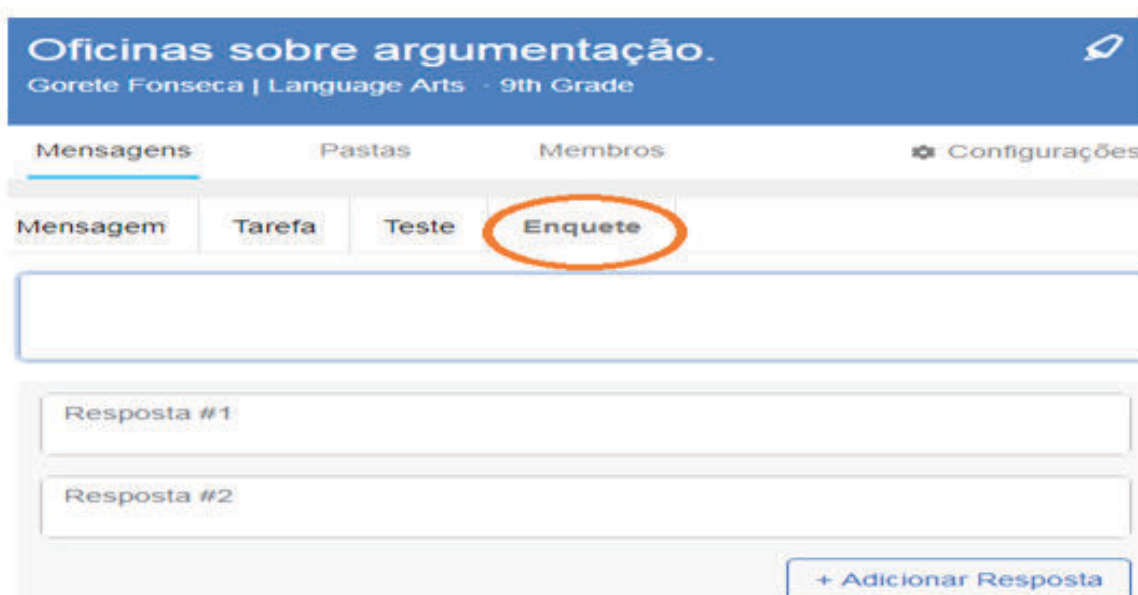 Oficinas sobre argumentação.
Gorete Fonseca | Language Arts · 9th Grade
Mensagens Pastas Membros Configurações
Mensagem Tarefa Teste Enquete
Resposta #1
Resposta #2
+ Adicionar Resposta